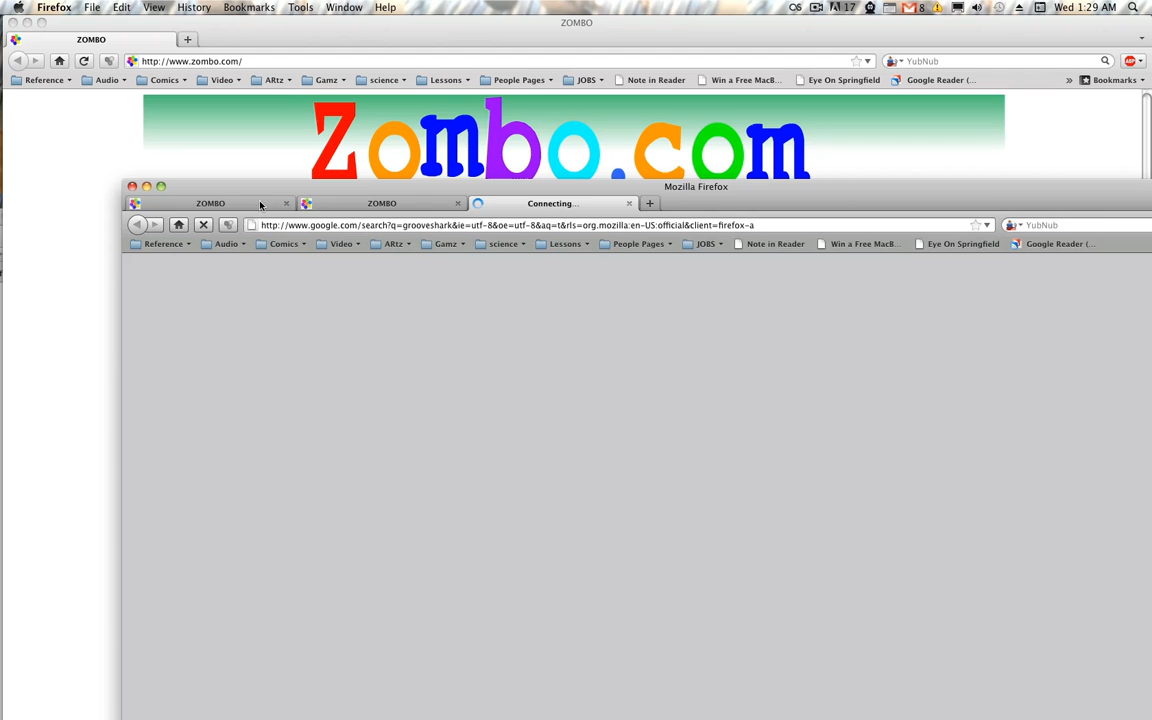 Firefox File Edit View History Bookmarks Tools Window Help 17 8 Wed 1:29 AM
ZOMBO
ZOMBO
http://www.zombo.com/ YubNub ABP
Reference Audio Comics Video ARtz Gamz science Lessons People Pages JOBS Note in Reader Win a Free MacB... Eye On Springfield Google Reader (... » Bookmarks
Zombo.com
Mozilla Firefox
ZOMBO ZOMBO Connecting...
http://www.google.com/search?q=grooveshark&ie=utf-8&oe=utf-8&aq=t&rls=org.mozilla:en-US:official&client=firefox-a YubNub
Reference Audio Comics Video ARtz Gamz science Lessons People Pages JOBS Note in Reader Win a Free MacB... Eye On Springfield Google Reader (...